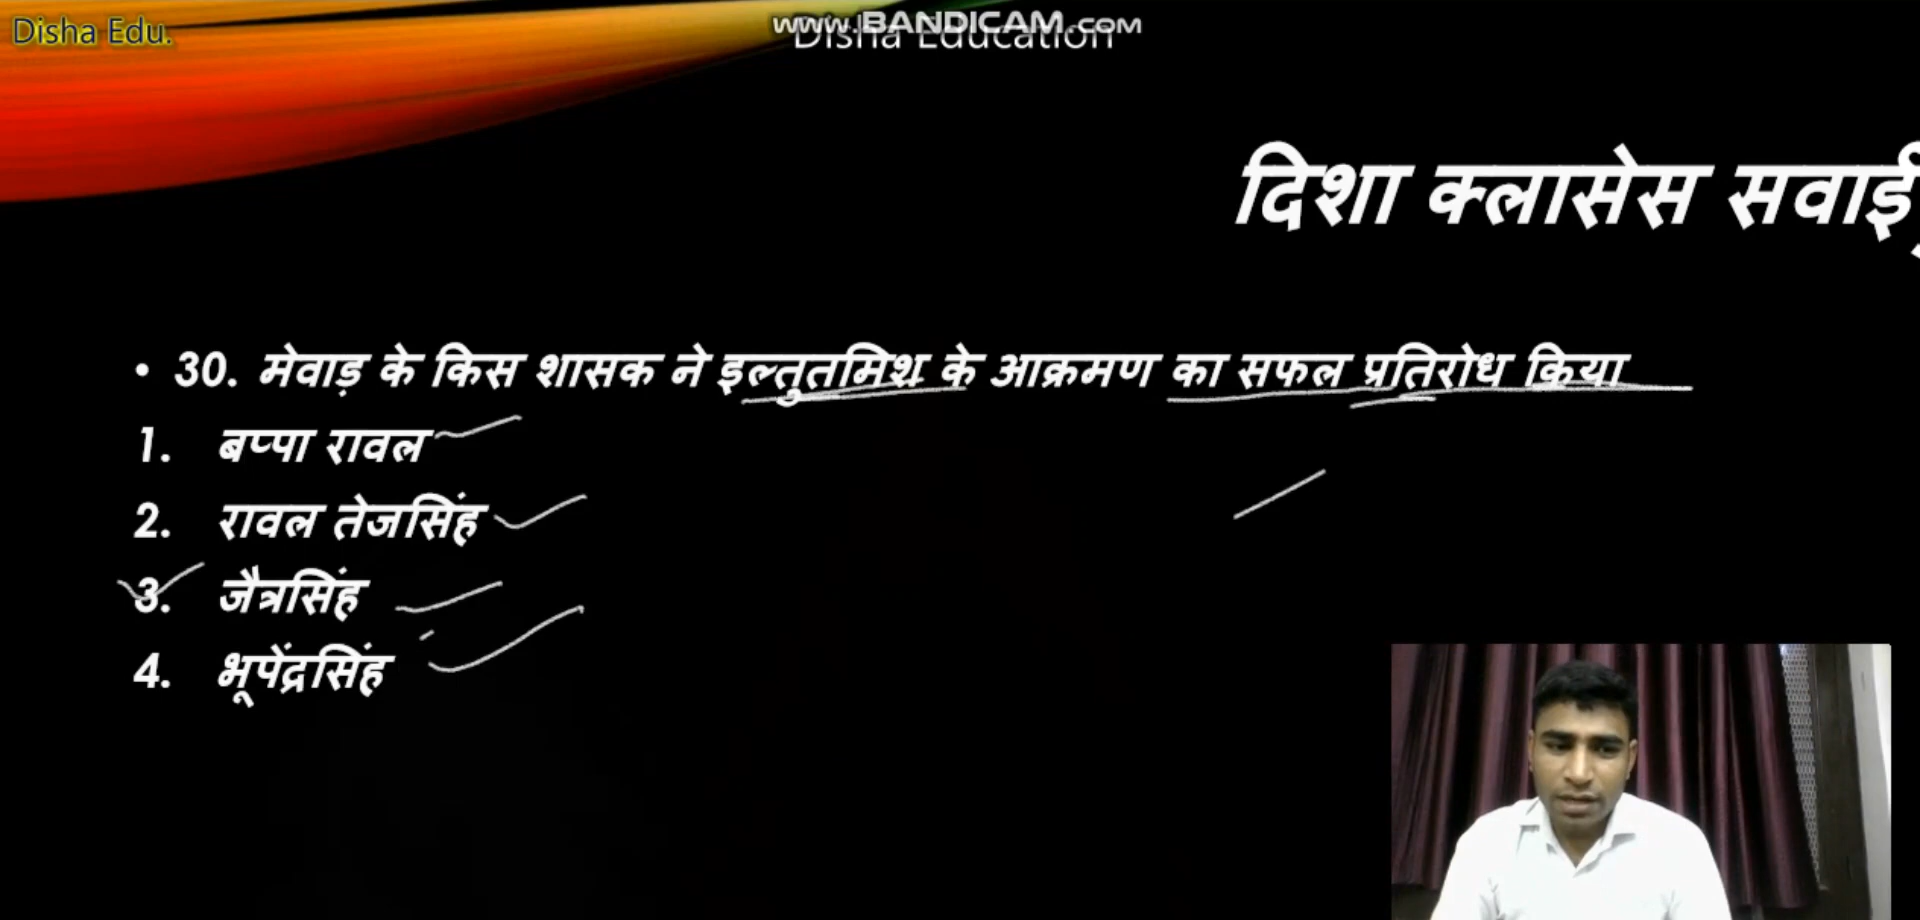 Disha Edu.
www.BANDICAM.COM
Disha Education
दिशा क्लासेस सवाई
• 30. मेवाड़ के किस शासक ने इल्तुतमिश के आक्रमण का सफल प्रतिरोध किया
1. बप्पा रावल
2. रावल तेजसिंह
3. जैत्रसिंह
4. भूपेंद्रसिंह